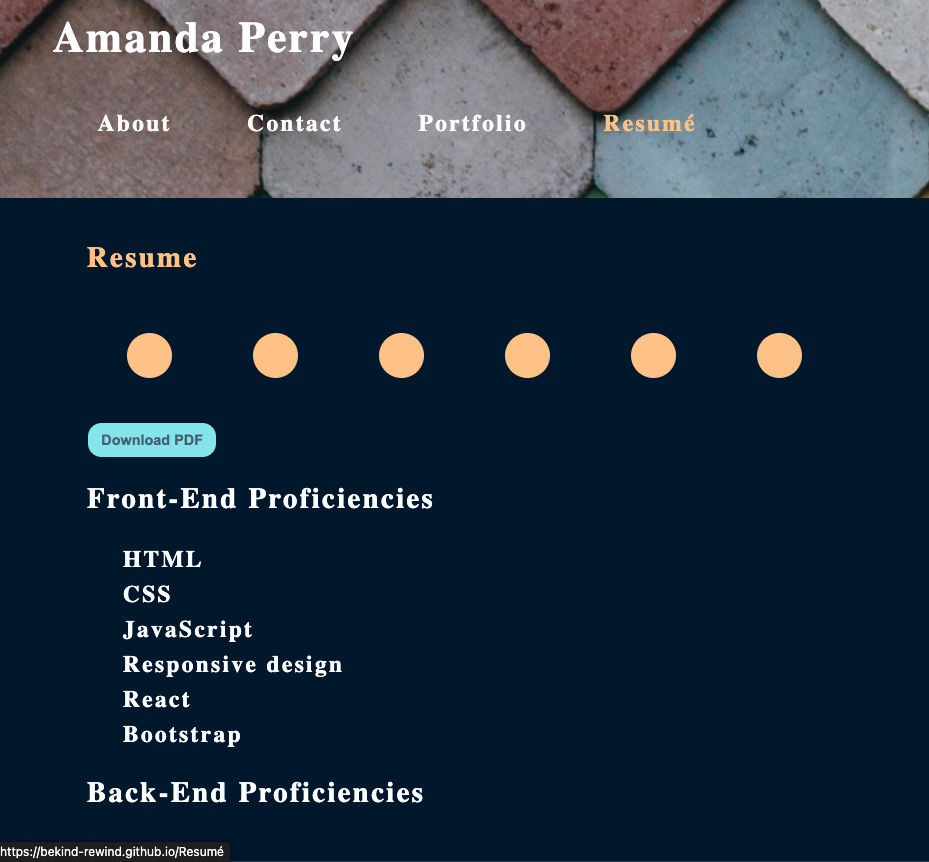 Amanda Perry
About Contact Portfolio Resumé
Resume
Download PDF
Front-End Proficiencies
HTML
CSS
JavaScript
Responsive design
React
Bootstrap
Back-End Proficiencies
https://bekind-rewind.github.io/Resumé